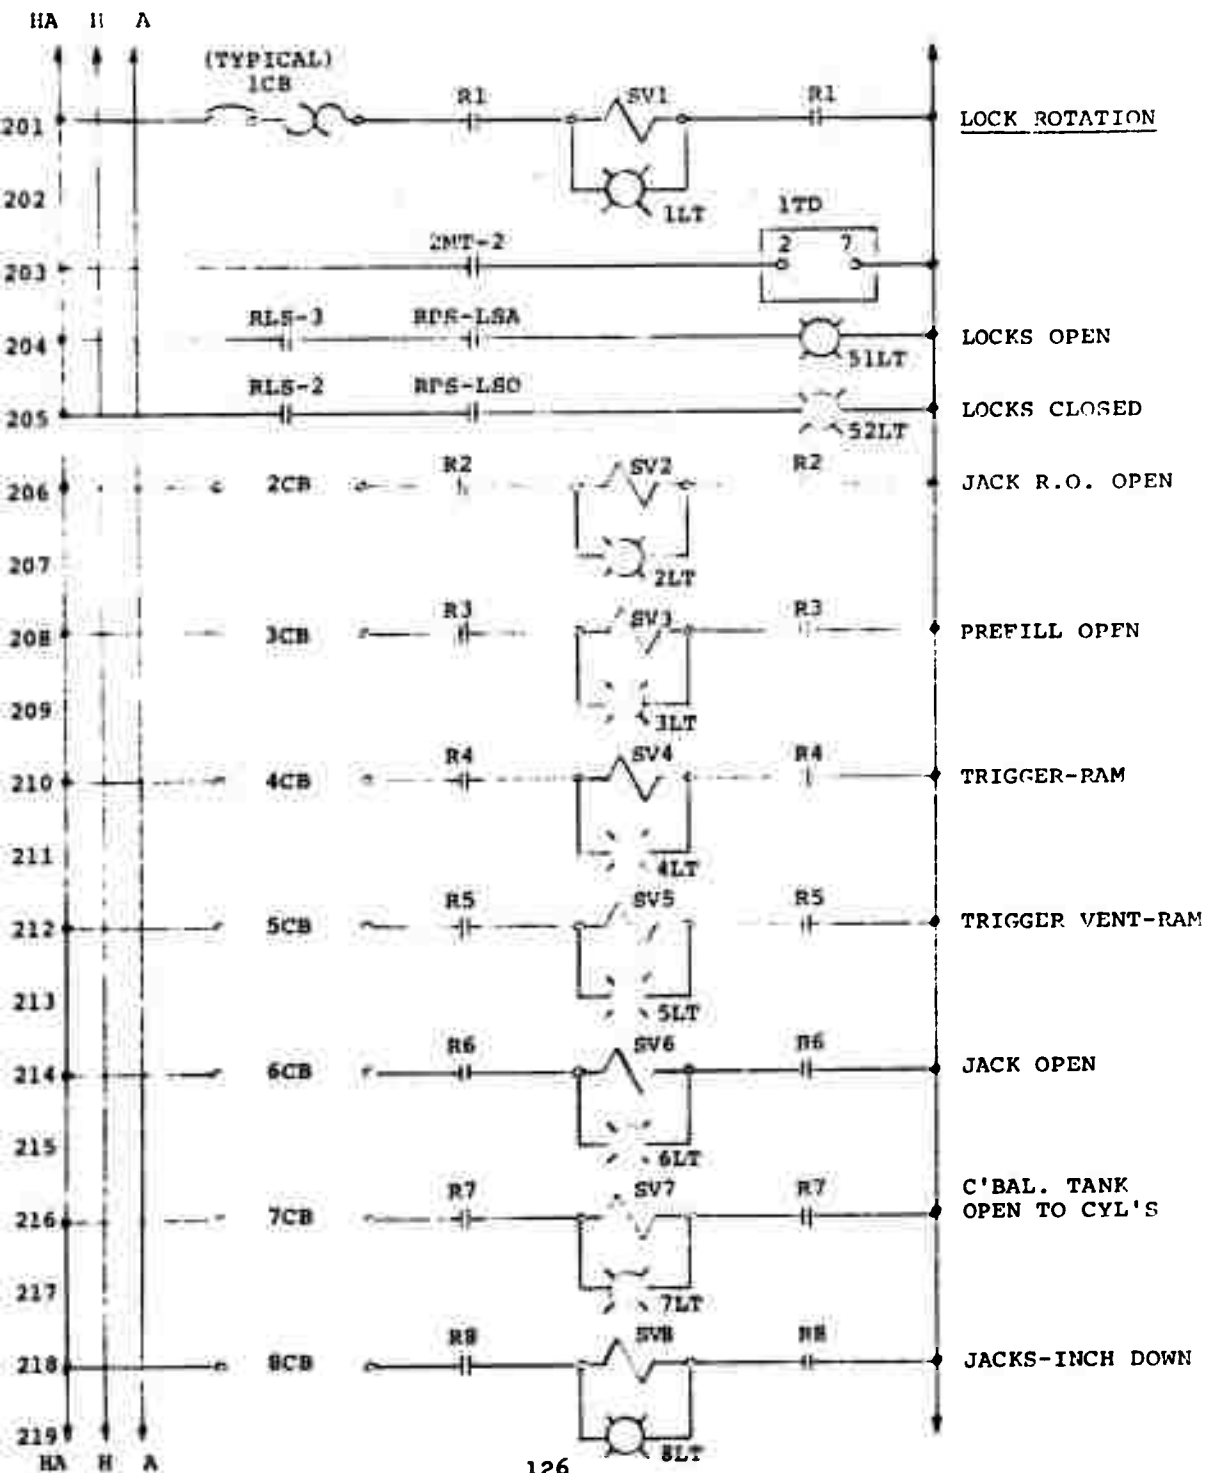 HA H A
(TYPICAL)
1CB
R1 SV1 R1
201 LOCK ROTATION
202 1LT 1TD
2MT-2 2 7
203
RLS-3 RPS-LSA
204 51LT LOCKS OPEN
RLS-2 RPS-LSO
205 52LT LOCKS CLOSED
R2 SV2 R2
206 2CB JACK R.O. OPEN
207 2LT
R3 SV3 R3
208 3CB PREFILL OPEN
209 3LT
R4 SV4 R4
210 4CB TRIGGER-RAM
211 4LT
R5 SV5 R5
212 5CB TRIGGER VENT-RAM
213 5LT
R6 SV6 R6
214 6CB JACK OPEN
215 6LT
R7 SV7 R7 C'BAL. TANK
216 7CB OPEN TO CYL'S
217 7LT
R8 SV8 R8
218 8CB JACKS-INCH DOWN
219 8LT
HA H A 126